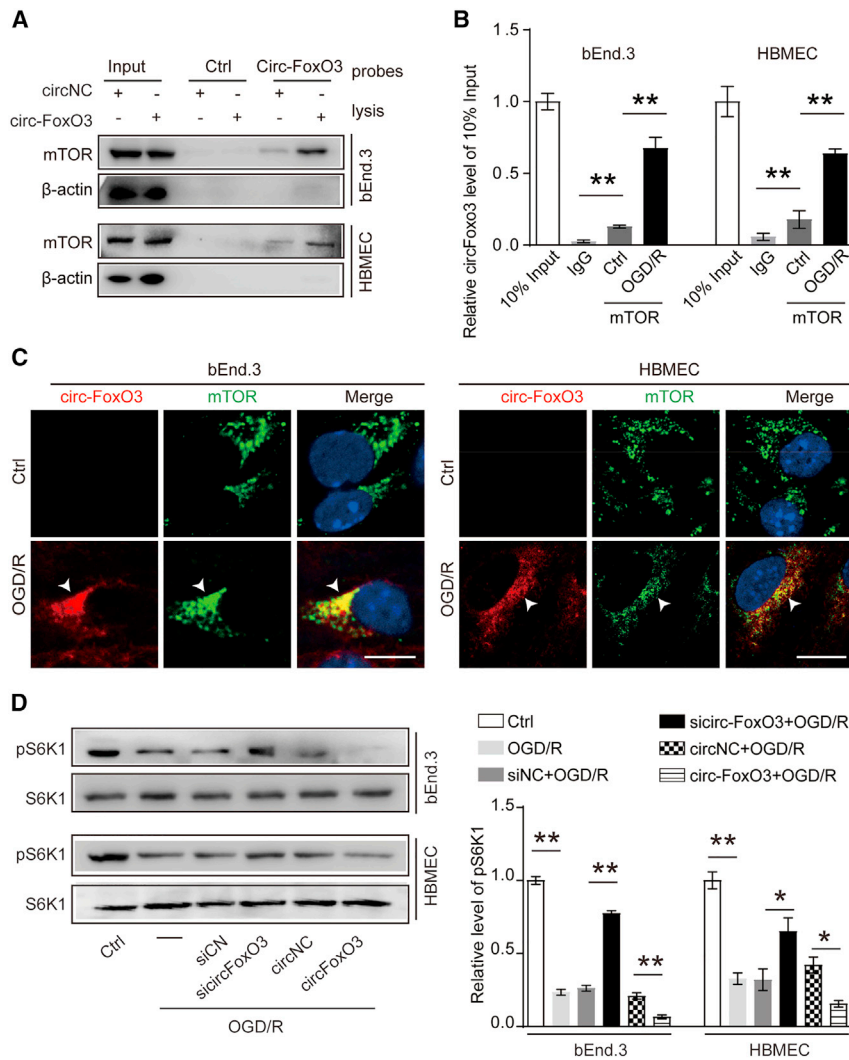 A
Input Ctrl Circ-FoxO3 probes
circNC + - + - + - lysis
circ-FoxO3 - + - + - +
mTOR
β-actin
bEnd.3
mTOR
β-actin
HBMEC
B
bEnd.3 HBMEC
Relative circFoxo3 level of 10% Input
1.0
0.5
0.0
** ** ** **
10% Input IgG Ctrl OGD/R 10% Input IgG Ctrl OGD/R
mTOR mTOR
C
bEnd.3 HBMEC
circ-FoxO3 mTOR Merge circ-FoxO3 mTOR Merge
Ctrl Ctrl
OGD/R OGD/R
D
pS6K1
S6K1
bEnd.3
pS6K1
S6K1
HBMEC
Ctrl — siCN sicircFoxO3 circNC circFoxO3
OGD/R
Ctrl sicirc-FoxO3+OGD/R
OGD/R circNC+OGD/R
siNC+OGD/R circ-FoxO3+OGD/R
Relative level of pS6K1
1.5
1.0
0.5
0.0
** ** ** ** * *
bEnd.3 HBMEC